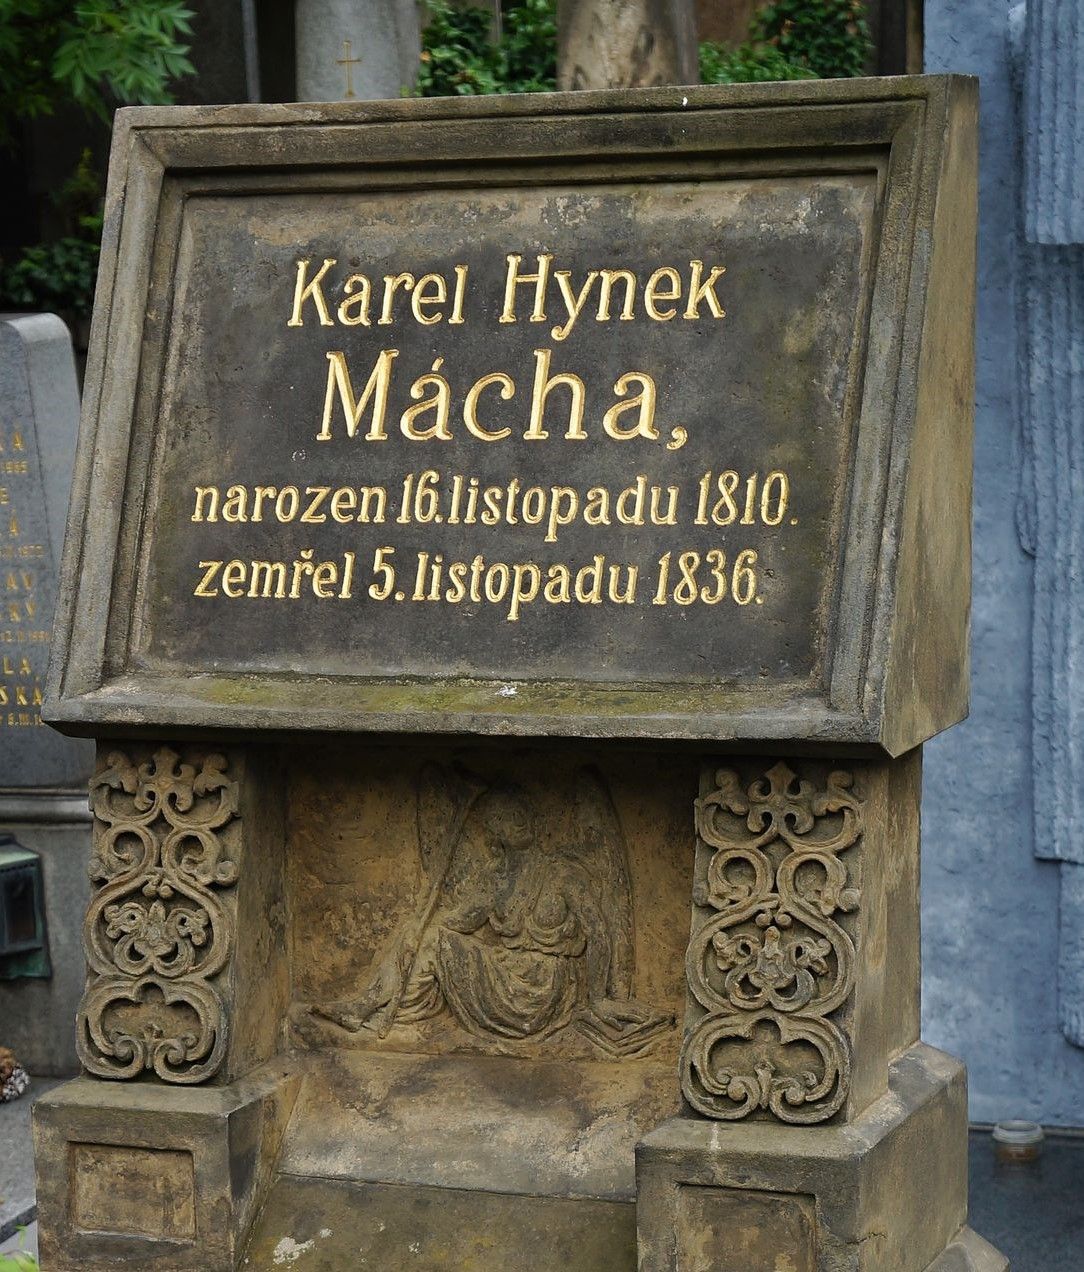 Karel Hynek
Mácha,
narozen 16. listopadu 1810.
zemřel 5. listopadu 1836.